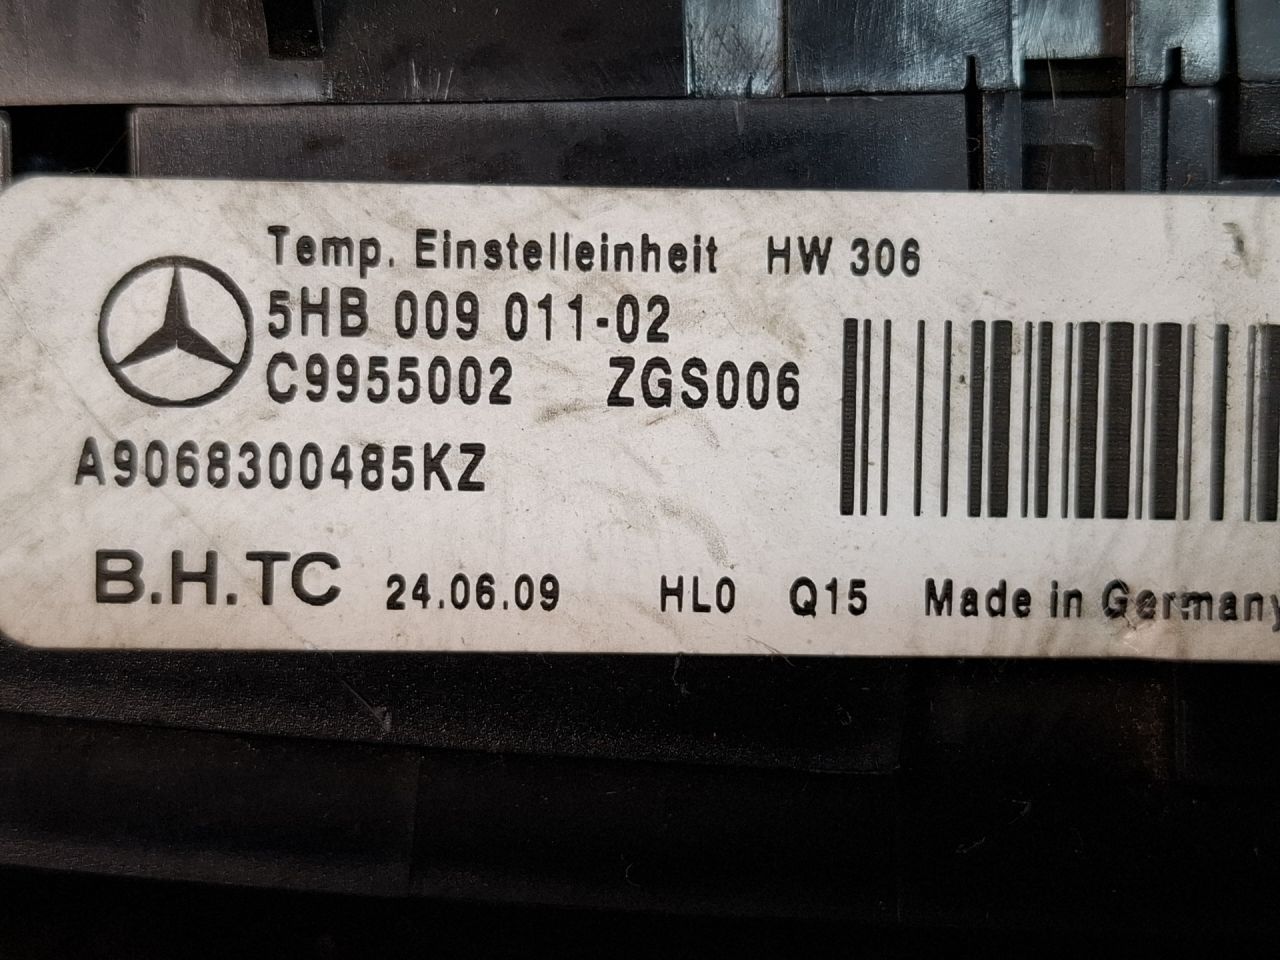 Temp. Einstelleinheit HW 306
5HB 009 011-02
C9955002 ZGS006
A9068300485KZ
B.H.TC 24.06.09 HL0 Q15 Made in Germany